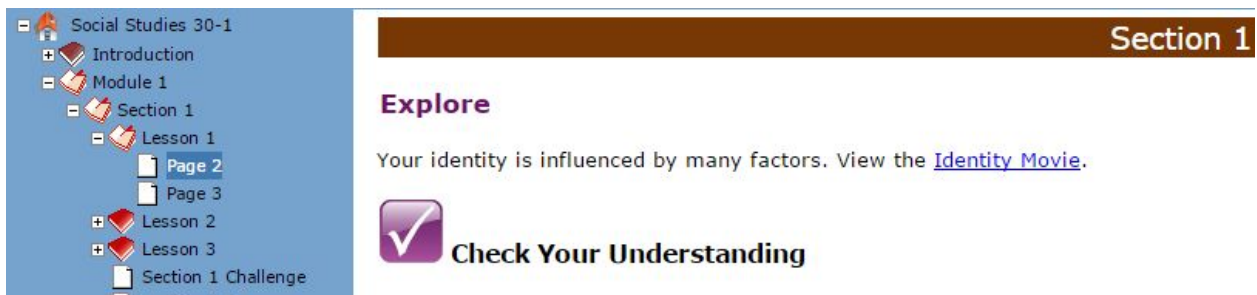 Social Studies 30-1
Introduction
Module 1
Section 1
Lesson 1
Page 2
Page 3
Lesson 2
Lesson 3
Section 1 Challenge
Section 1
Explore
Your identity is influenced by many factors. View the Identity Movie.
Check Your Understanding